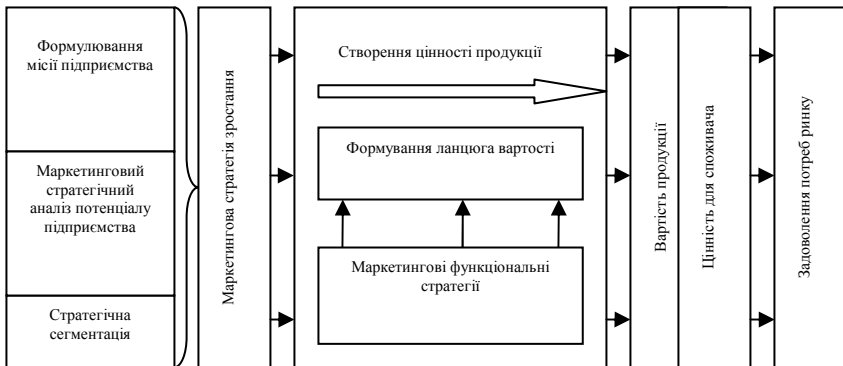 Формулювання
місії підприємства
Маркетинговий
стратегічний
аналіз потенціалу
підприємства
Стратегічна
сегментація
Маркетингова стратегія зростання
Створення цінності продукції
Формування ланцюга вартості
Маркетингові функціональні
стратегії
Вартість продукції
Цінність для споживача
Задоволення потреб ринку